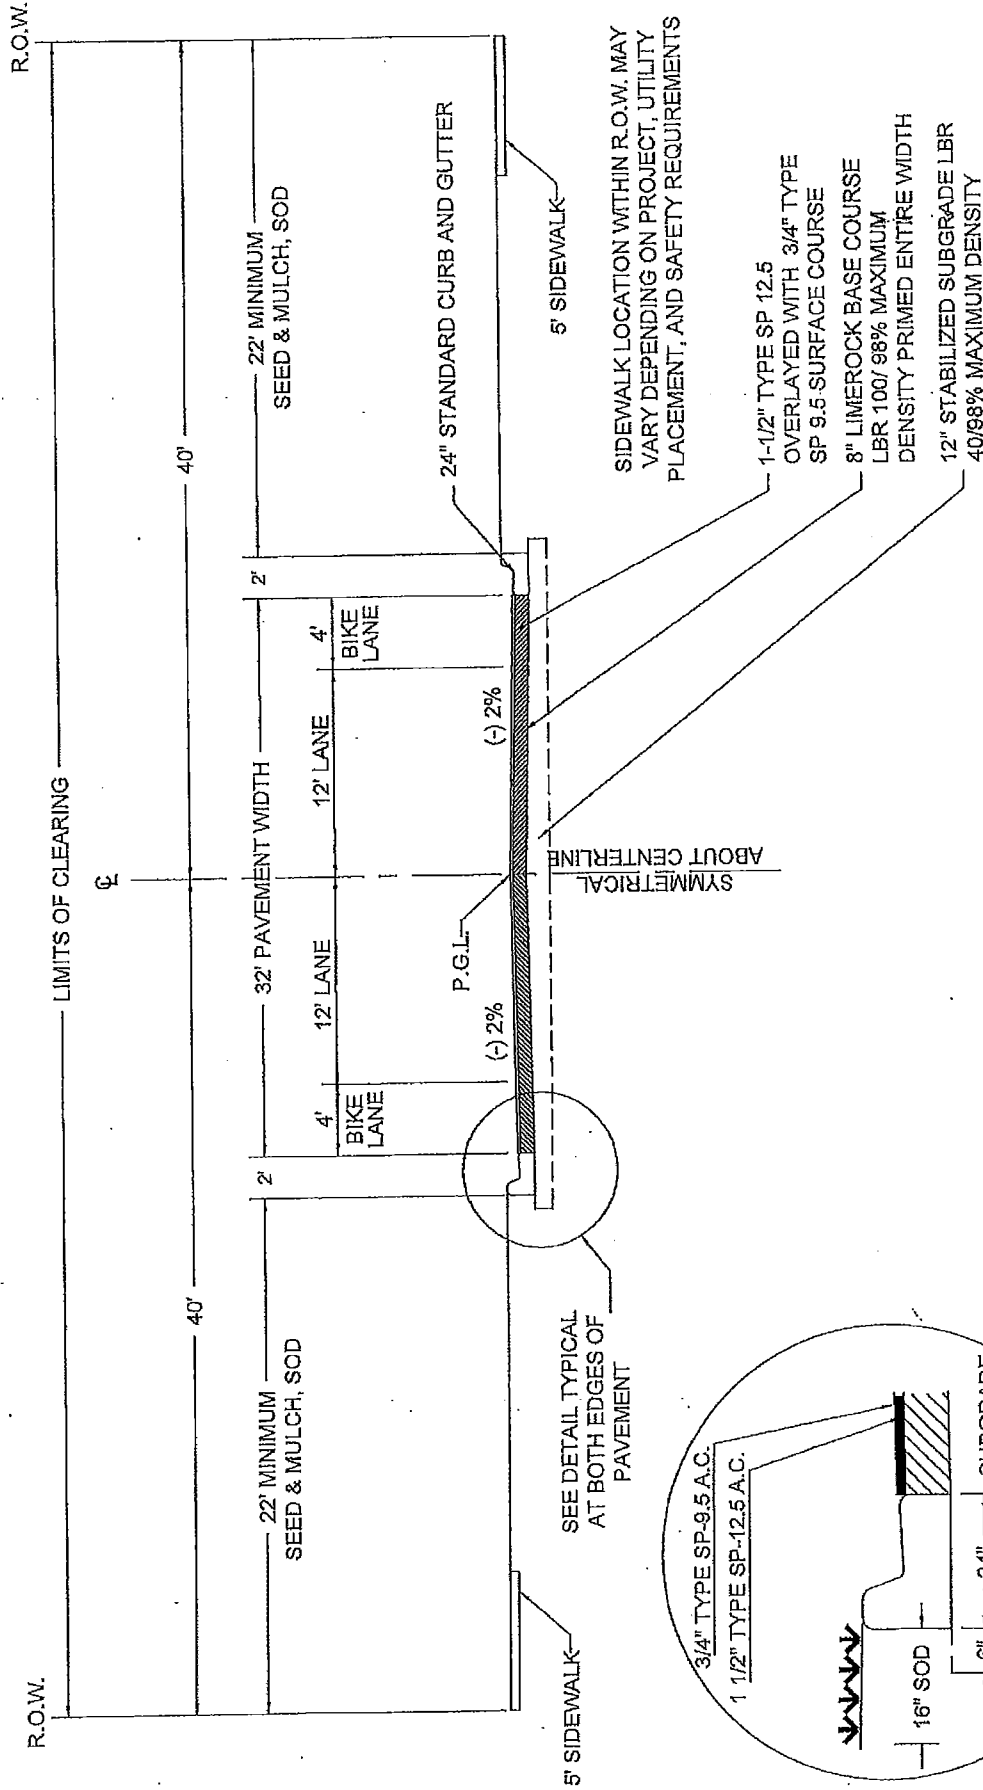 R.O.W.
R.O.W.
LIMITS OF CLEARING
40'
40'
℄
22' MINIMUM
SEED & MULCH, SOD
2'
32' PAVEMENT WIDTH
2'
22' MINIMUM
SEED & MULCH, SOD
4'
BIKE
LANE
12' LANE
12' LANE
4'
BIKE
LANE
(-) 2%
P.G.L.
(-) 2%
24" STANDARD CURB AND GUTTER
5' SIDEWALK
5' SIDEWALK
SEE DETAIL TYPICAL
AT BOTH EDGES OF
PAVEMENT
SYMMETRICAL
ABOUT CENTERLINE
SIDEWALK LOCATION WITHIN R.O.W. MAY
VARY DEPENDING ON PROJECT, UTILITY
PLACEMENT, AND SAFETY REQUIREMENTS
1-1/2" TYPE SP 12.5
OVERLAYED WITH 3/4" TYPE
SP 9.5 SURFACE COURSE
8" LIMEROCK BASE COURSE
LBR 100/ 98% MAXIMUM
DENSITY PRIMED ENTIRE WIDTH
12" STABILIZED SUBGRADE LBR
40/98% MAXIMUM DENSITY
3/4" TYPE SP-9.5 A.C.
1 1/2" TYPE SP-12.5 A.C.
16" SOD